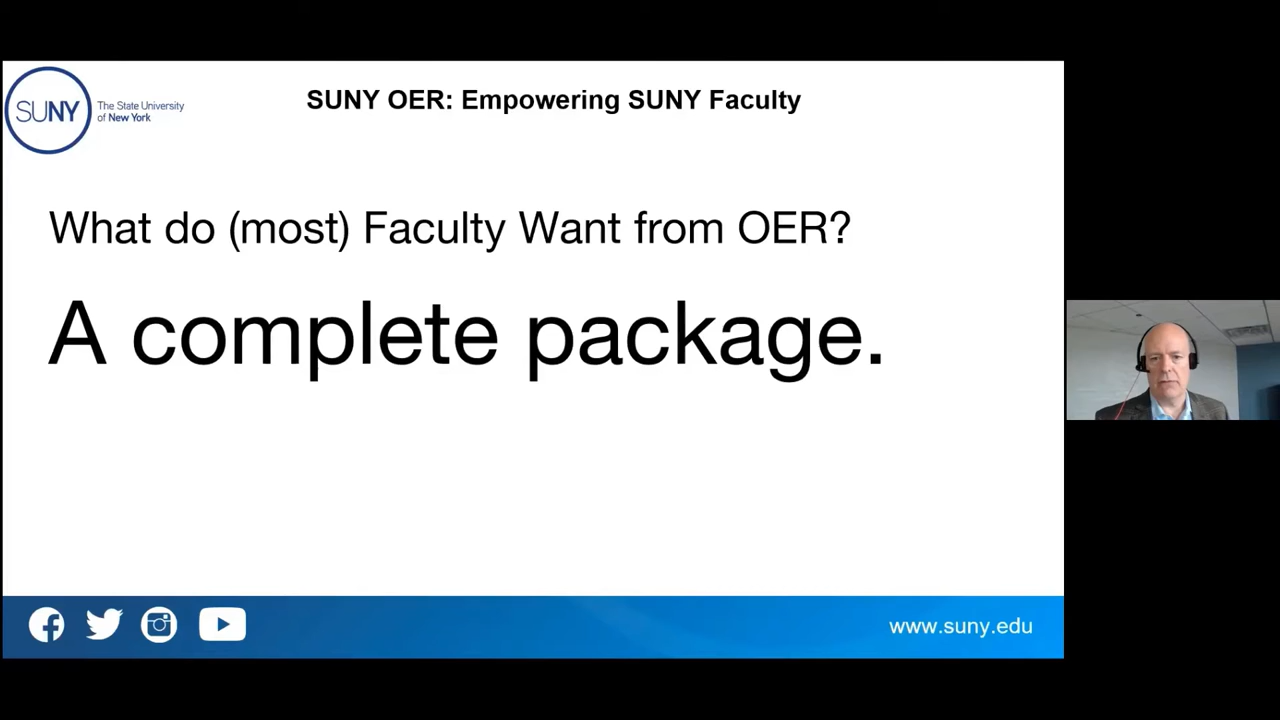 SUNY
The State University
of New York
SUNY OER: Empowering SUNY Faculty
What do (most) Faculty Want from OER?
A complete package.
www.suny.edu